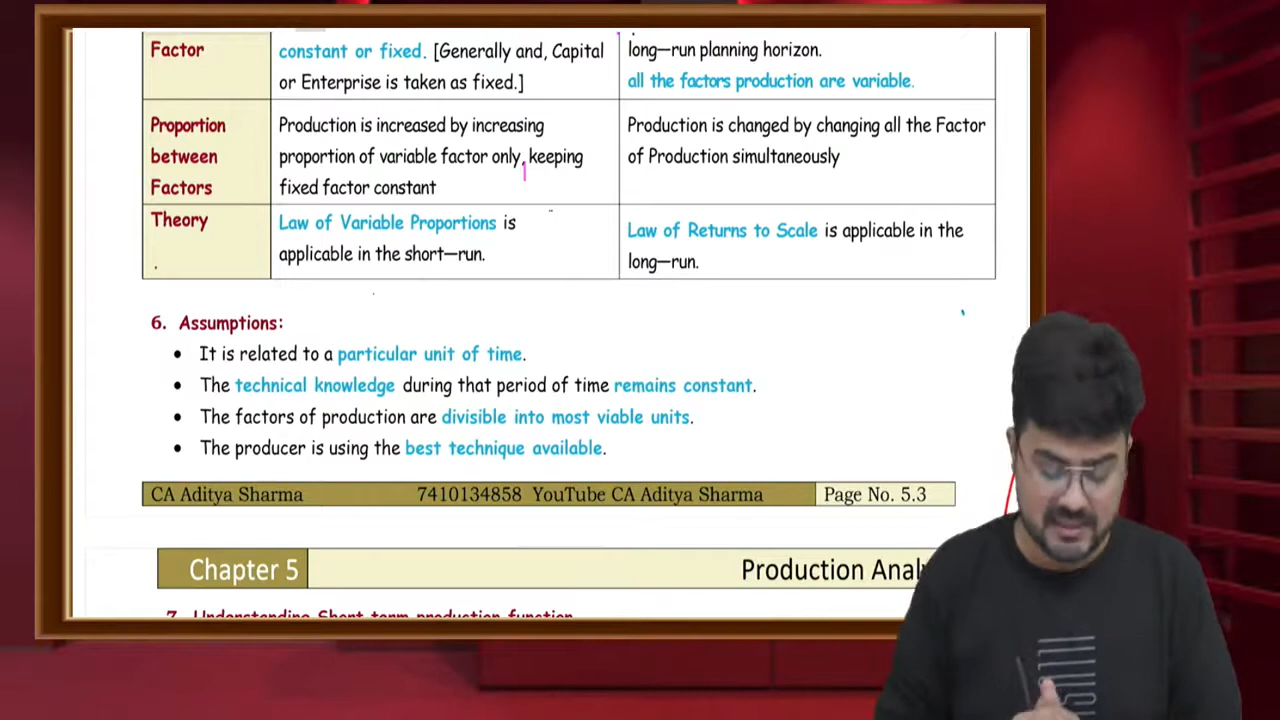 Factor
constant or fixed. [Generally and, Capital
or Enterprise is taken as fixed.]
long—run planning horizon.
all the factors production are variable.
Proportion
between
Factors
Production is increased by increasing
proportion of variable factor only, keeping
fixed factor constant
Production is changed by changing all the Factor
of Production simultaneously
Theory
Law of Variable Proportions is
applicable in the short—run.
Law of Returns to Scale is applicable in the
long—run.
6. Assumptions:
• It is related to a particular unit of time.
• The technical knowledge during that period of time remains constant.
• The factors of production are divisible into most viable units.
• The producer is using the best technique available.
CA Aditya Sharma 7410134858 YouTube CA Aditya Sharma Page No. 5.3
Chapter 5 Production
7. Understanding Short term production function